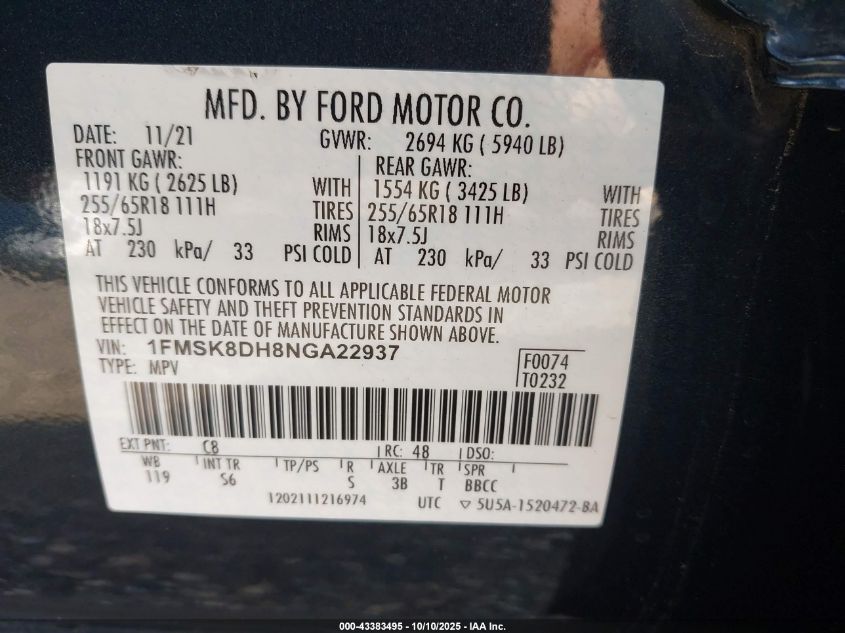 MFD. BY FORD MOTOR CO.
DATE: 11/21 GVWR: 2694 KG ( 5940 LB)
FRONT GAWR: REAR GAWR:
1191 KG ( 2625 LB) WITH 1554 KG ( 3425 LB) WITH
255/65R18 111H TIRES 255/65R18 111H TIRES
18x7.5J RIMS 18x7.5J RIMS
AT 230 kPa/ 33 PSI COLD AT 230 kPa/ 33 PSI COLD
THIS VEHICLE CONFORMS TO ALL APPLICABLE FEDERAL MOTOR
VEHICLE SAFETY AND THEFT PREVENTION STANDARDS IN
EFFECT ON THE DATE OF MANUFACTURE SHOWN ABOVE.
VIN: 1FMSK8DH8NGA22937
TYPE: MPV
F0074
T0232
EXT PNT: C8 RC: 48 DSO:
WB INT TR TP/PS R AXLE TR SPR
119 S6 S 3B T BBCC
1202111216974 UTC ▽ 5U5A-1520472-BA
000-43383495 - 10/10/2025 - IAA Inc.